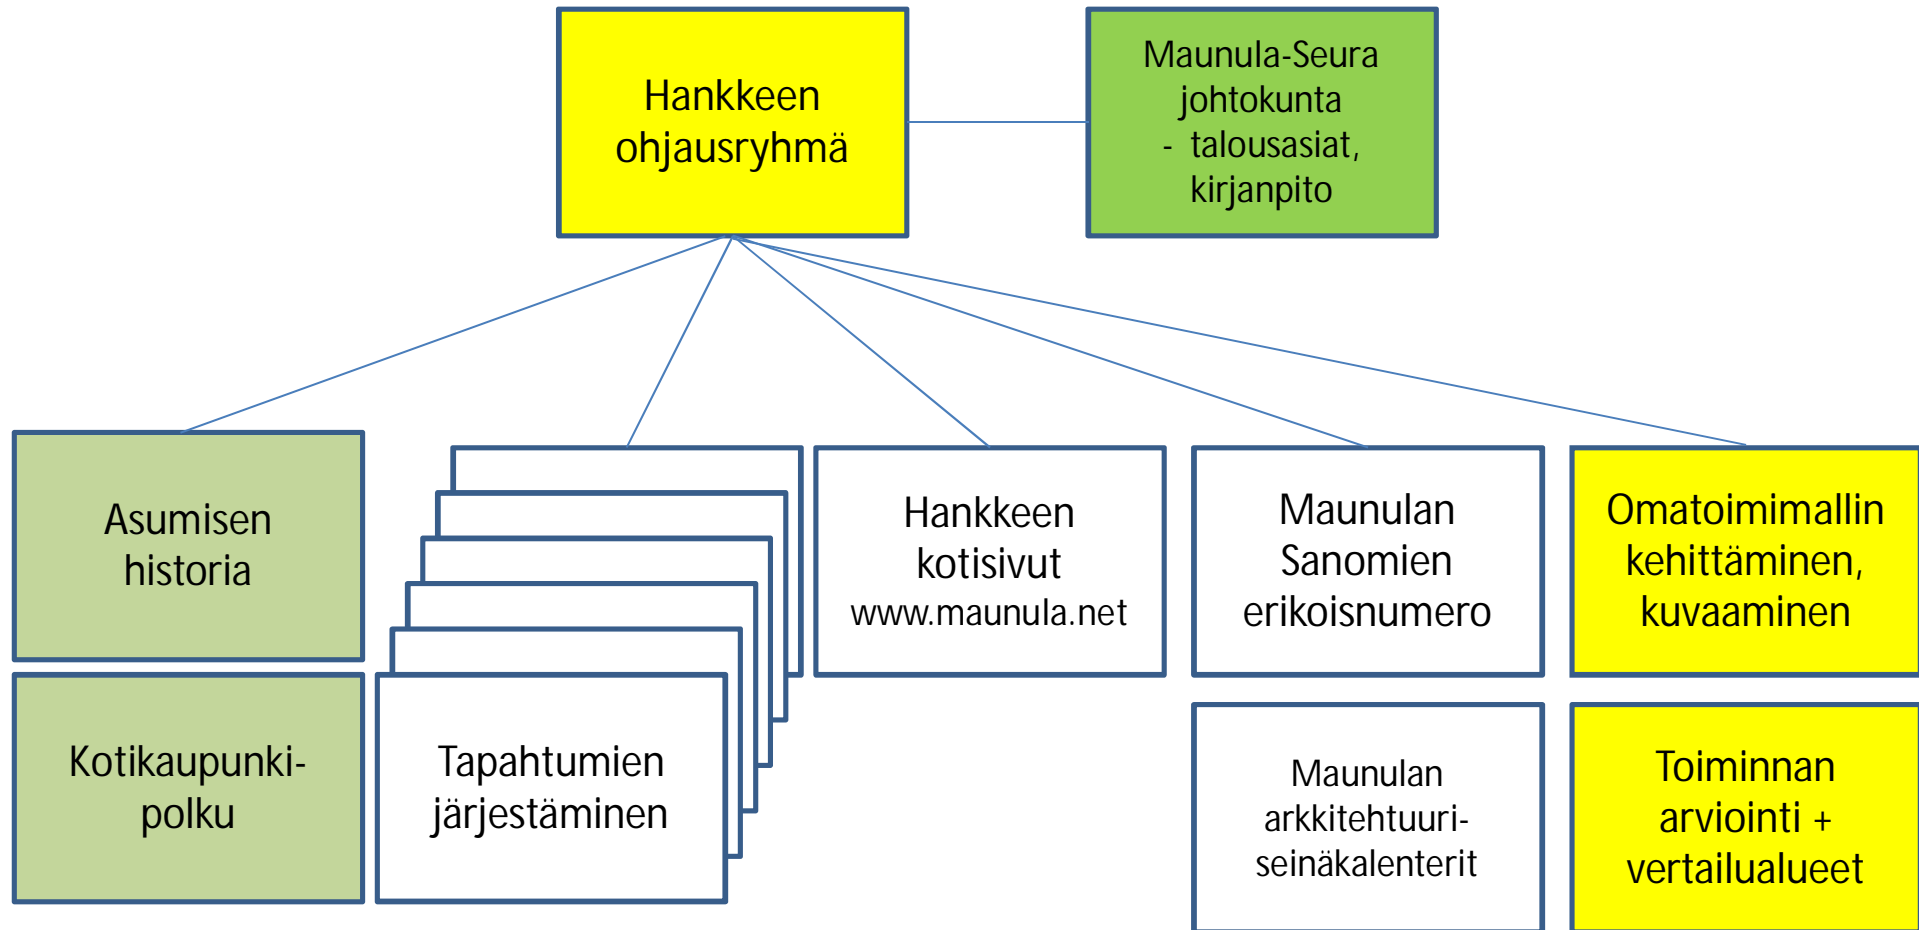 Hankkeen
ohjausryhmä
Maunula-Seura
johtokunta
- talousasiat,
kirjanpito
Asumisen
historia
Hankkeen
kotisivut
www.maunula.net
Maunulan
Sanomien
erikoisnumero
Omatoimimallin
kehittäminen,
kuvaaminen
Kotikaupunki-
polku
Tapahtumien
järjestäminen
Maunulan
arkkitehtuuri-
seinäkalenterit
Toiminnan
arviointi +
vertailualueet